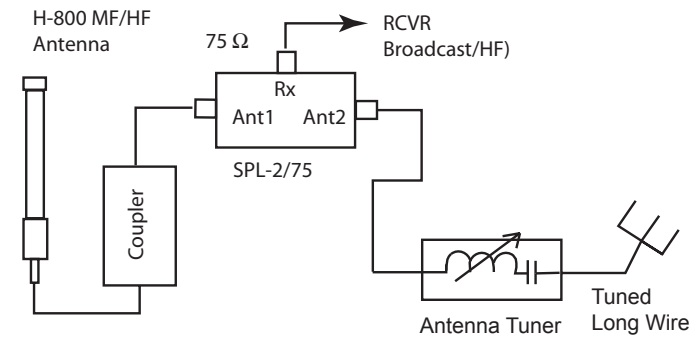 H-800 MF/HF
Antenna
75 Ω
RCVR
Broadcast/HF)
Rx
Ant1 Ant2
SPL-2/75
Coupler
Antenna Tuner
Tuned
Long Wire